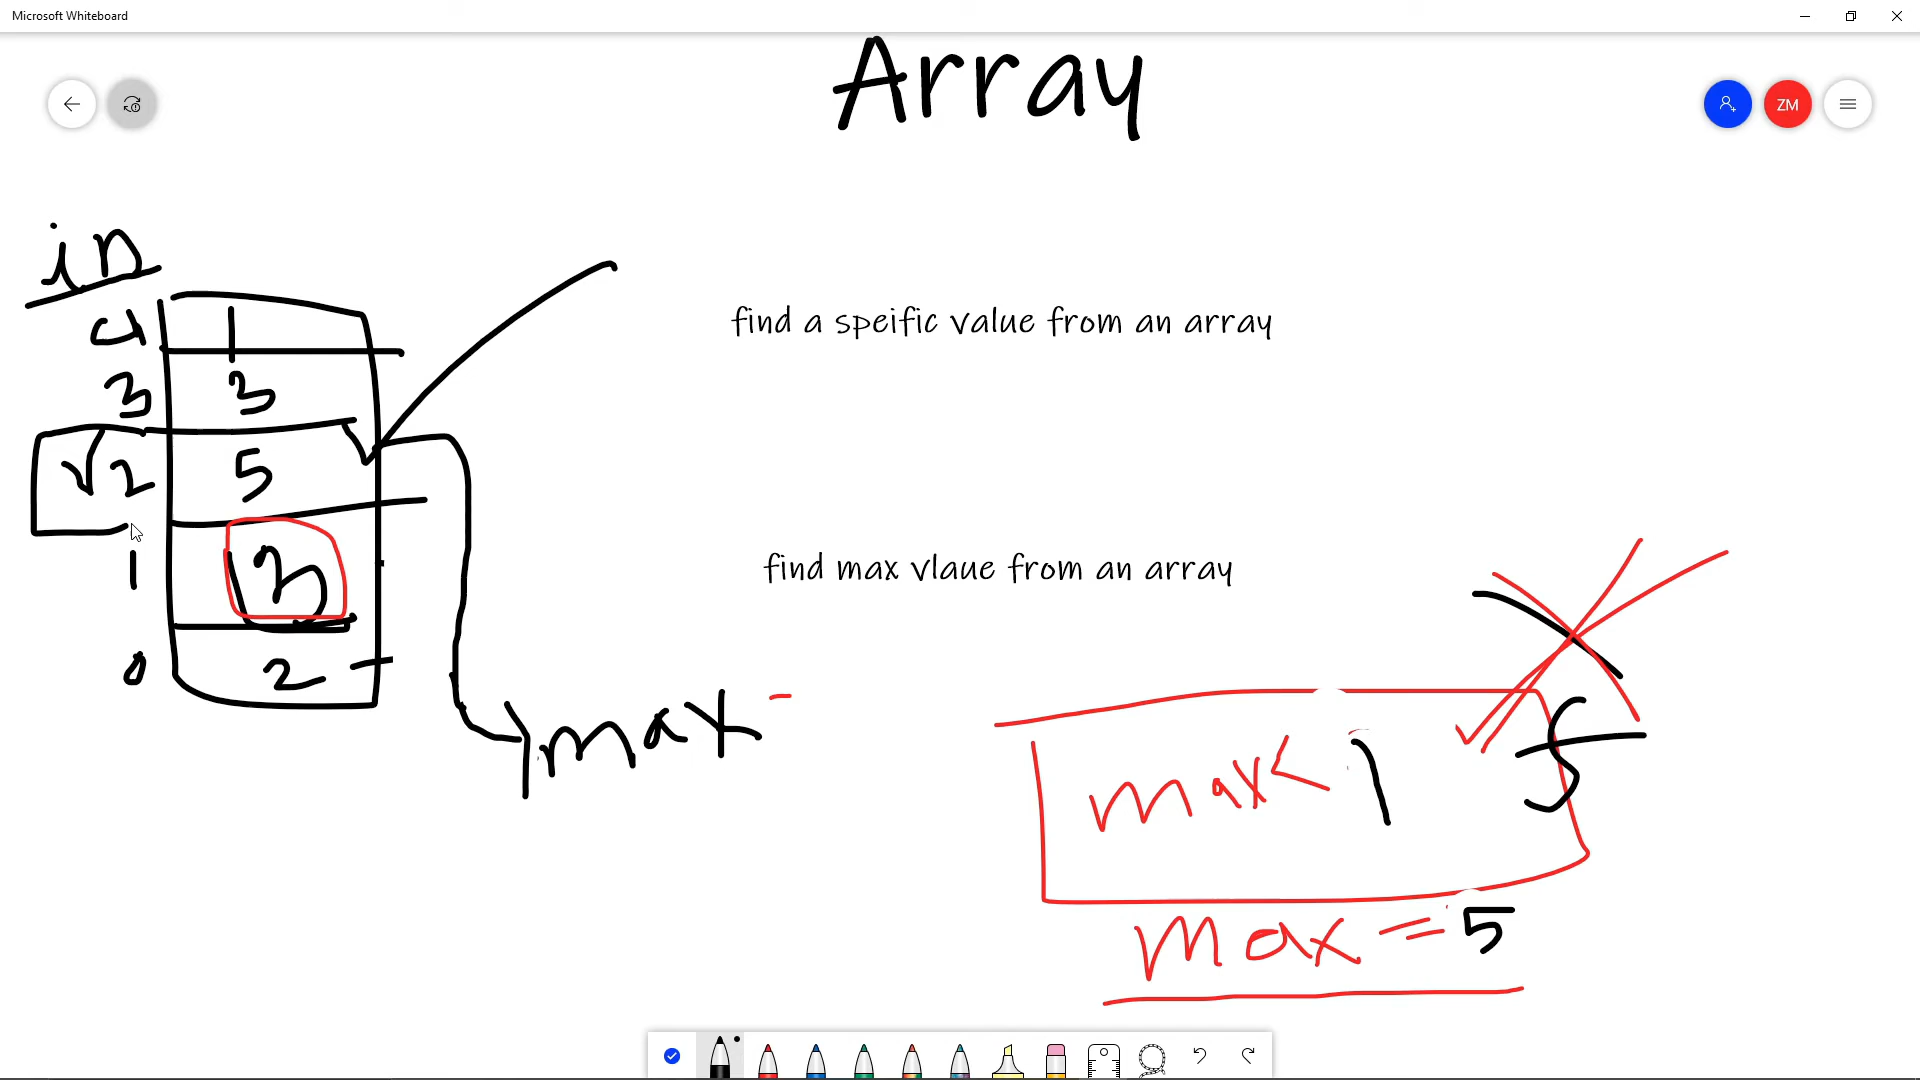 Microsoft Whiteboard
Array
ZM
in
4 1
3 3
find a speific value from an array
√2 5
1 3
find max vlaue from an array
0 2
max -
max< 1 5
max = 5